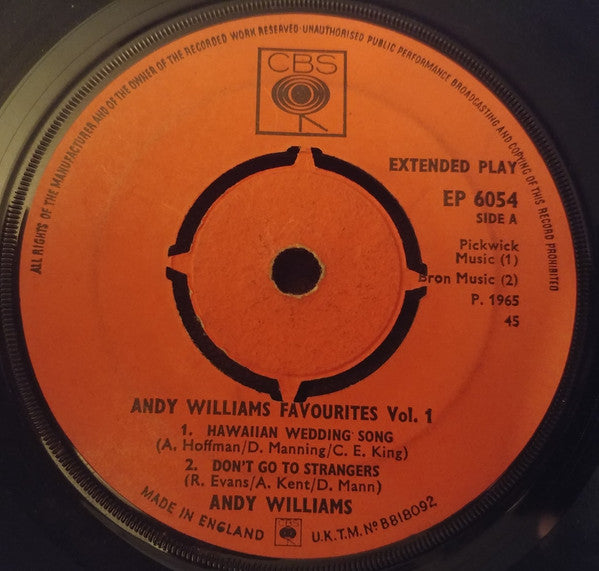 ALL RIGHTS OF THE MANUFACTURER AND OF THE OWNER OF THE RECORDED WORK RESERVED·UNAUTHORISED PUBLIC PERFORMANCE BROADCASTING AND COPYING OF THIS RECORD PROHIBITED
CBS
EXTENDED PLAY
EP 6054
SIDE A
Pickwick
Music (1)
Bron Music (2)
P. 1965
45
ANDY WILLIAMS FAVOURITES Vol. 1
1. HAWAIIAN WEDDING SONG
(A. Hoffman/D. Manning/C. E. King)
2. DON'T GO TO STRANGERS
(R. Evans/A. Kent/D. Mann)
ANDY WILLIAMS
MADE IN ENGLAND
CBS
U.K.T.M. Nº B818092